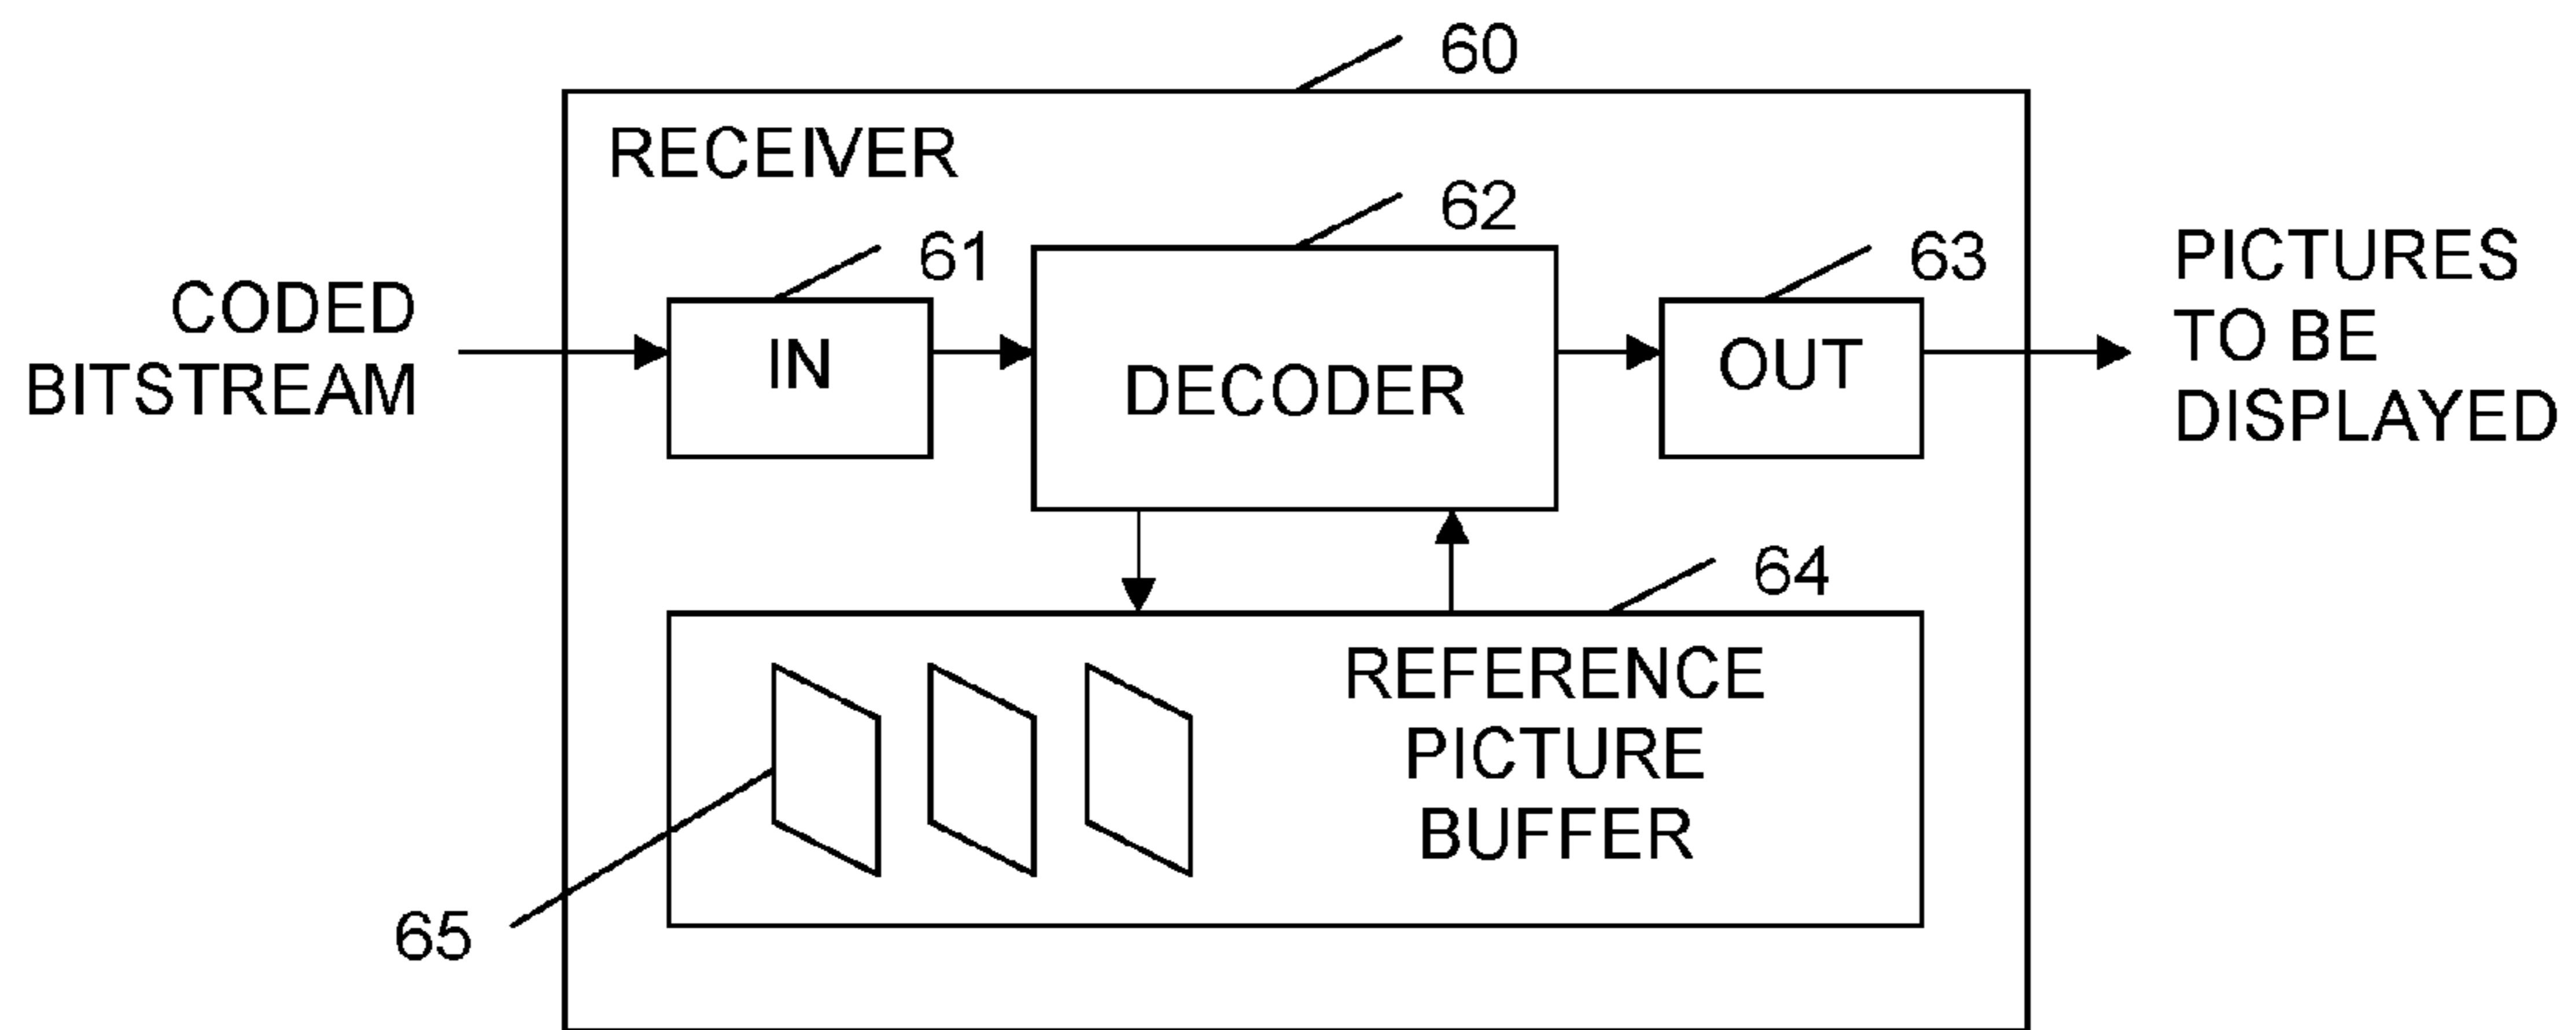 60
RECEIVER
62
61
63
CODED
BITSTREAM
IN
DECODER
OUT
PICTURES
TO BE
DISPLAYED
64
REFERENCE
PICTURE
BUFFER
65